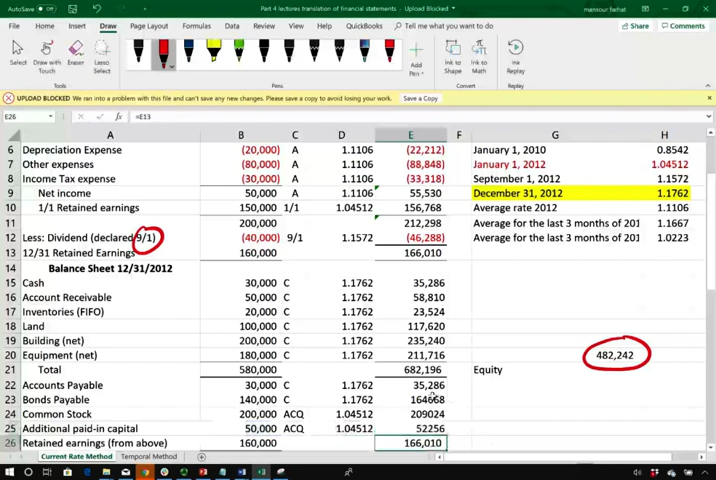 AutoSave Off
Part 4 lectures translation of financial statements - Upload Blocked
mansour farhat
File Home Insert Draw Page Layout Formulas Data Review View Help QuickBooks Tell me what you want to do Share Comments
Select Draw with Touch Eraser Lasso Select Add Pen Ink to Shape Ink to Math Ink Replay
Tools Pens Convert Replay
UPLOAD BLOCKED We ran into a problem with this file and can't save any new changes. Please save a copy to avoid losing your work. Save a Copy
E26 fx =E13
A B C D E F G H
6 Depreciation Expense (20,000) A 1.1106 (22,212) January 1, 2010 0.8542
7 Other expenses (80,000) A 1.1106 (88,848) January 1, 2012 1.04512
8 Income Tax expense (30,000) A 1.1106 (33,318) September 1, 2012 1.1572
9 Net income 50,000 A 1.1106 55,530 December 31, 2012 1.1762
10 1/1 Retained earnings 150,000 1/1 1.04512 156,768 Average rate 2012 1.1106
11 200,000 212,298 Average for the last 3 months of 201 1.1667
12 Less: Dividend (declared 9/1) (40,000) 9/1 1.1572 (46,288) Average for the last 3 months of 201 1.0223
13 12/31 Retained Earnings 160,000 166,010
14 Balance Sheet 12/31/2012
15 Cash 30,000 C 1.1762 35,286
16 Account Receivable 50,000 C 1.1762 58,810
17 Inventories (FIFO) 20,000 C 1.1762 23,524
18 Land 100,000 C 1.1762 117,620
19 Building (net) 200,000 C 1.1762 235,240
20 Equipment (net) 180,000 C 1.1762 211,716 482,242
21 Total 580,000 682,196 Equity
22 Accounts Payable 30,000 C 1.1762 35,286
23 Bonds Payable 140,000 C 1.1762 164668
24 Common Stock 200,000 ACQ 1.04512 209024
25 Additional paid-in capital 50,000 ACQ 1.04512 52256
26 Retained earnings (from above) 160,000 166,010
Current Rate Method Temporal Method